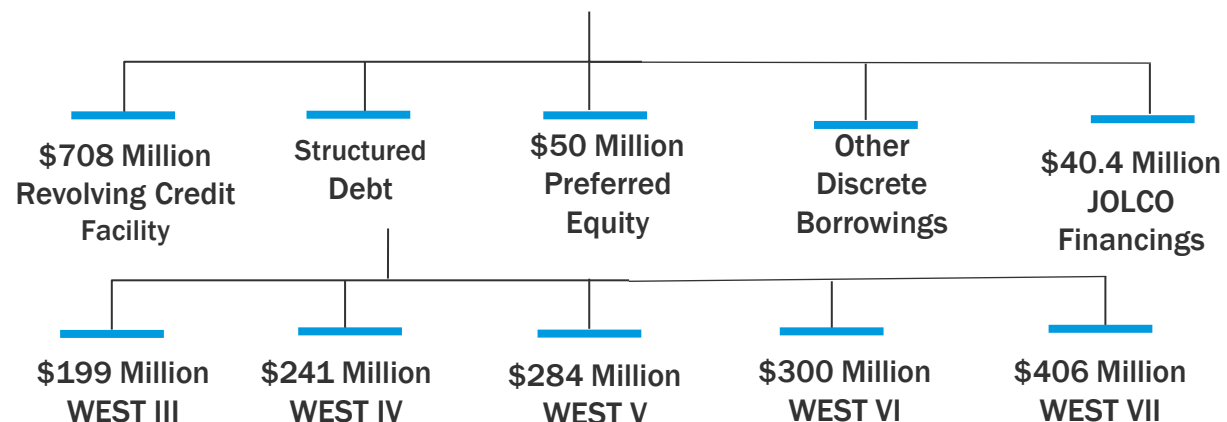 $708 Million
Revolving Credit
Facility
Structured
Debt
$50 Million
Preferred
Equity
Other
Discrete
Borrowings
$40.4 Million
JOLCO
Financings
$199 Million
WEST III
$241 Million
WEST IV
$284 Million
WEST V
$300 Million
WEST VI
$406 Million
WEST VII